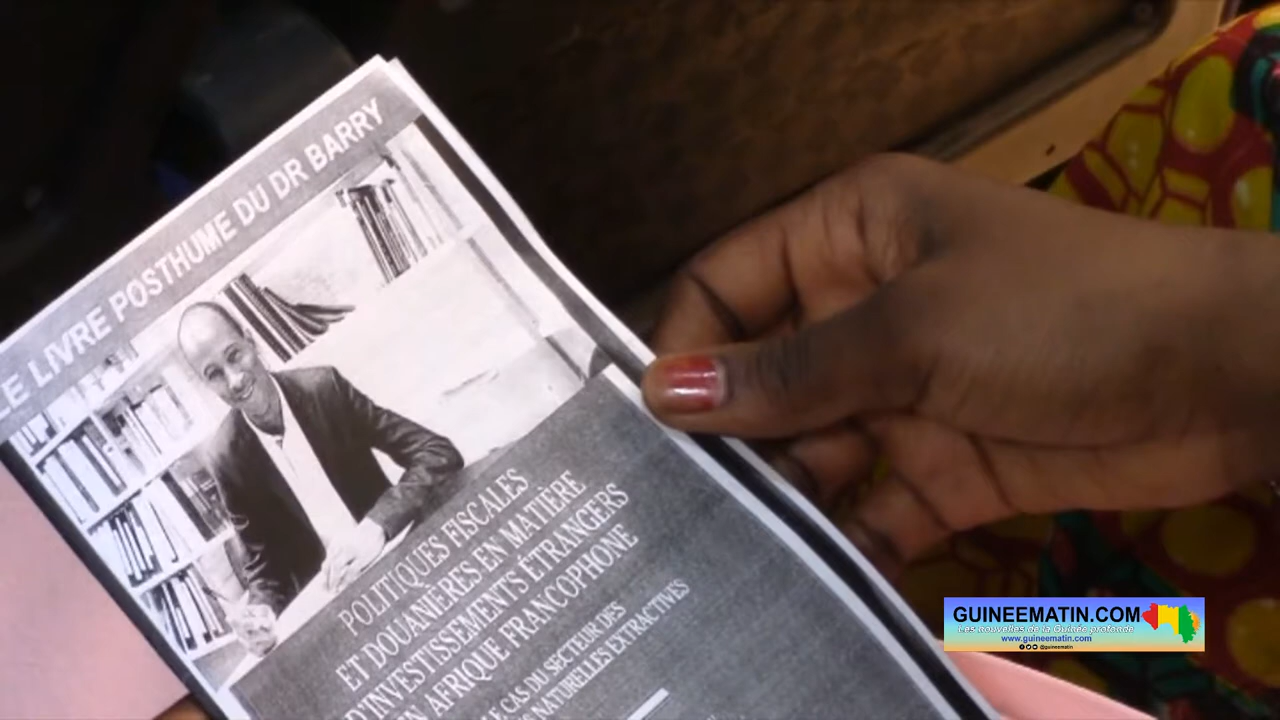 LE LIVRE POSTHUME DU DR BARRY
POLITIQUES FISCALES
ET DOUANIÈRES EN MATIÈRE
D'INVESTISSEMENTS ÉTRANGERS
EN AFRIQUE FRANCOPHONE
LE CAS DU SECTEUR DES
NATURELLES EXTRACTIVES
GUINEEMATIN.COM
Les nouvelles de la Guinée profonde
www.guineematin.com
@guineematin